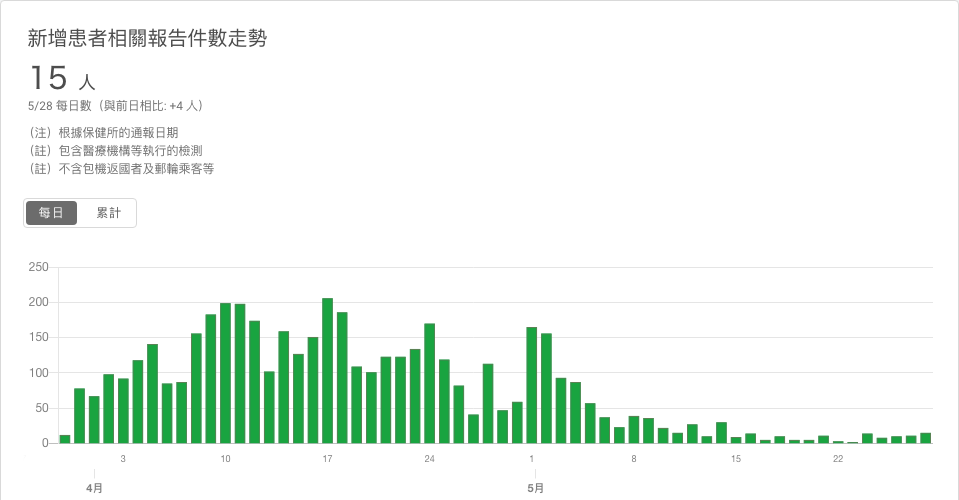 新增患者相關報告件數走勢
15 人
5/28 每日數（與前日相比: +4 人）
（注）根據保健所的通報日期
（註）包含醫療機構等執行的檢測
（註）不含包機返國者及郵輪乘客等
每日 累計
250
200
150
100
50
0
3 10 17 24 1 8 15 22
4月 5月